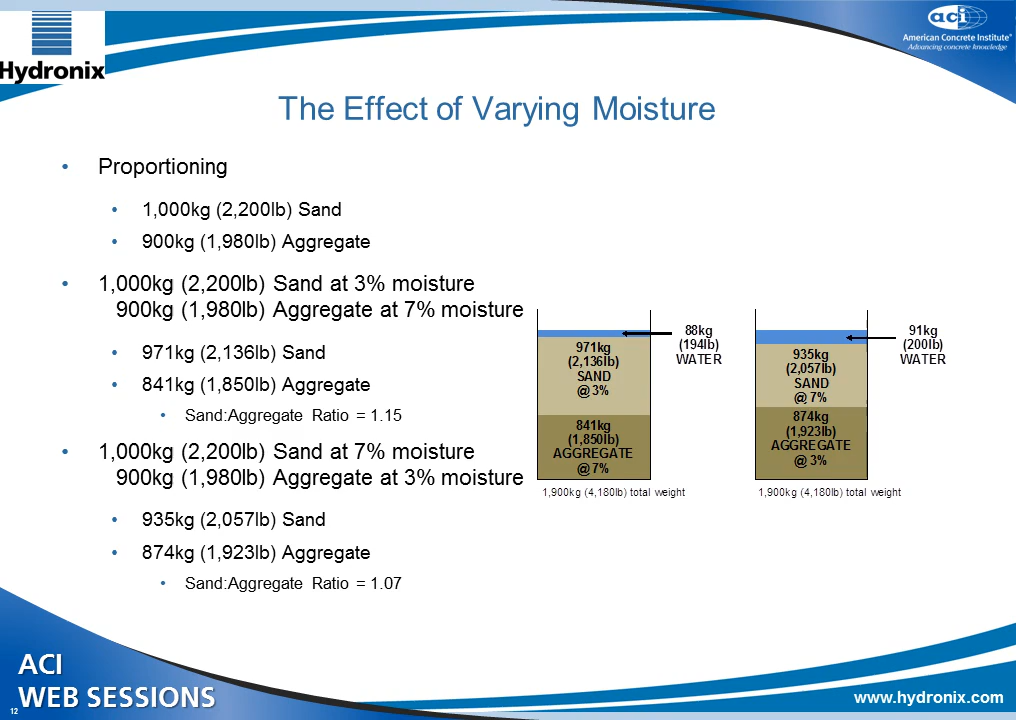 Hydronix
aci
American Concrete Institute®
Advancing concrete knowledge
The Effect of Varying Moisture
• Proportioning
• 1,000kg (2,200lb) Sand
• 900kg (1,980lb) Aggregate
• 1,000kg (2,200lb) Sand at 3% moisture
900kg (1,980lb) Aggregate at 7% moisture
• 971kg (2,136lb) Sand
• 841kg (1,850lb) Aggregate
• Sand:Aggregate Ratio = 1.15
• 1,000kg (2,200lb) Sand at 7% moisture
900kg (1,980lb) Aggregate at 3% moisture
• 935kg (2,057lb) Sand
• 874kg (1,923lb) Aggregate
• Sand:Aggregate Ratio = 1.07
88kg
(194lb)
WATER
971kg
(2,136lb)
SAND
@ 3%
841kg
(1,850lb)
AGGREGATE
@ 7%
1,900kg (4,180lb) total weight
91kg
(200lb)
WATER
935kg
(2,057lb)
SAND
@ 7%
874kg
(1,923lb)
AGGREGATE
@ 3%
1,900kg (4,180lb) total weight
ACI
WEB SESSIONS
12
www.hydronix.com